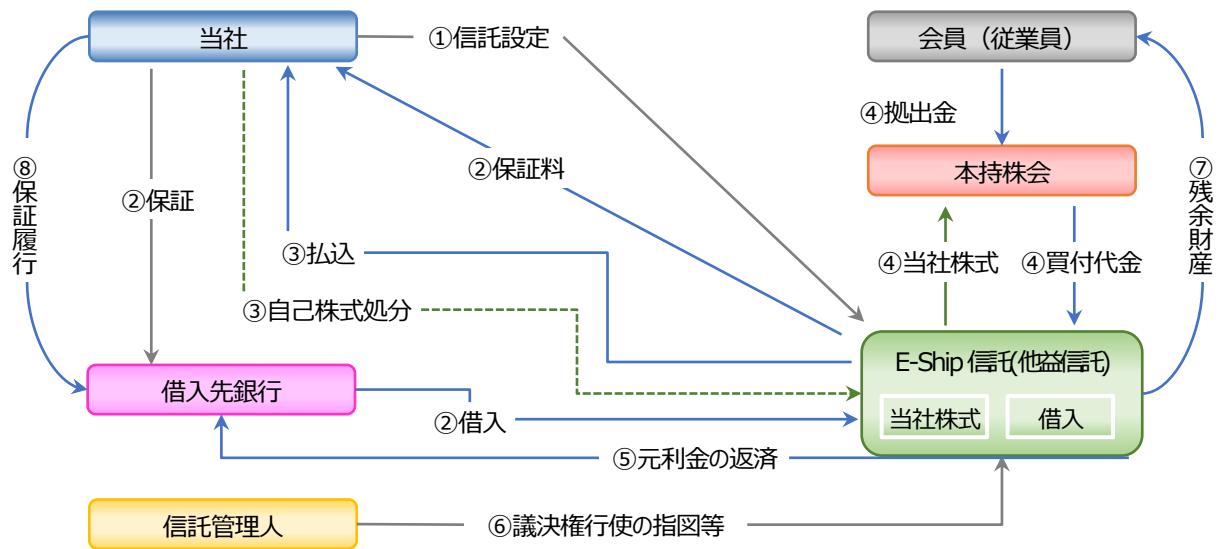 当社
①信託設定
会員（従業員）
④拠出金
②保証料
本持株会
⑧保証履行
②保証
⑦残余財産
③払込
④当社株式
④買付代金
③自己株式処分
E-Ship 信託(他益信託)
借入先銀行
②借入
当社株式
借入
⑤元利金の返済
信託管理人
⑥議決権行使の指図等